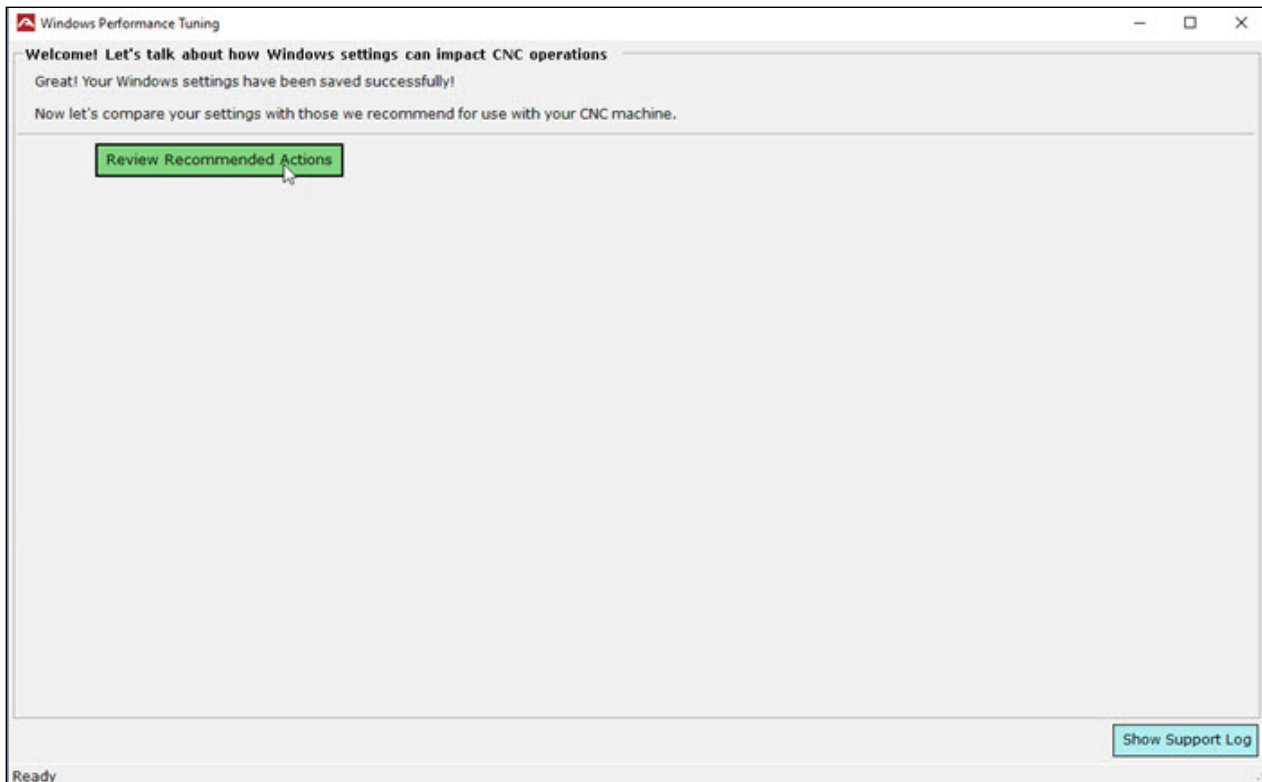 Windows Performance Tuning
Welcome! Let's talk about how Windows settings can impact CNC operations
Great! Your Windows settings have been saved successfully!
Now let's compare your settings with those we recommend for use with your CNC machine.
Review Recommended Actions
Show Support Log
Ready